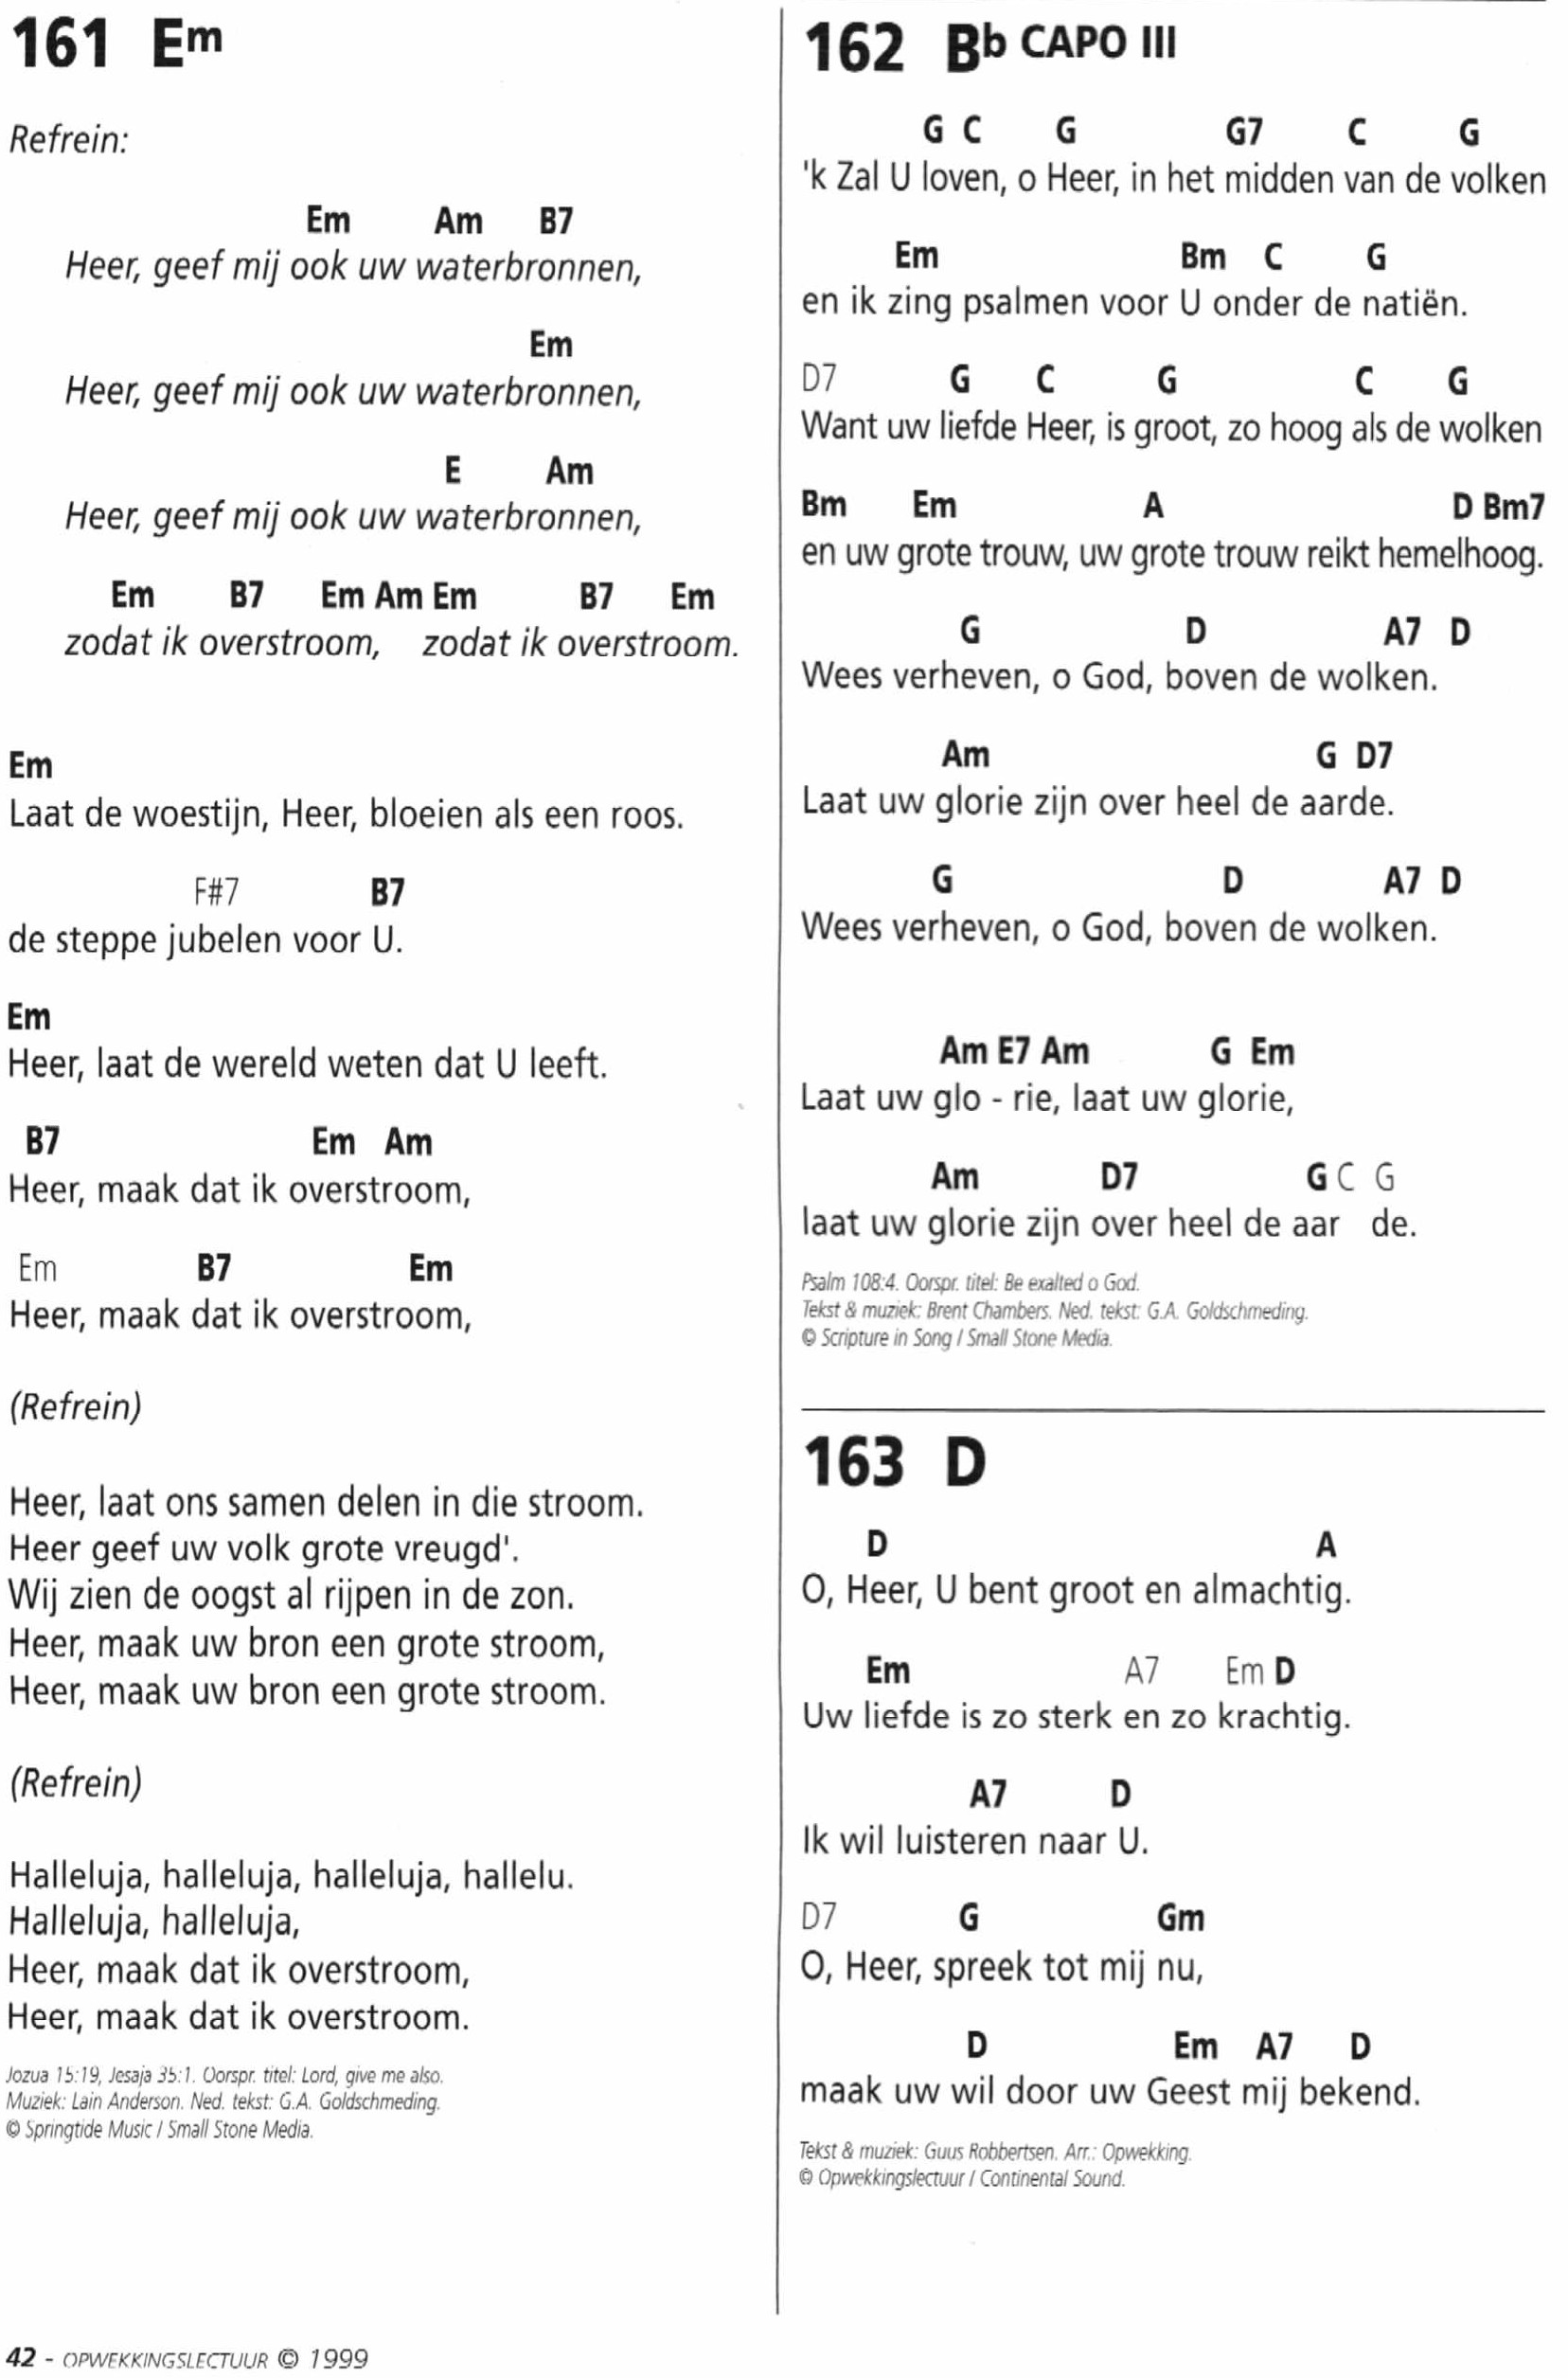 161 Em
Refrein:
Em Am B7
Heer, geef mij ook uw waterbronnen,
Em
Heer, geef mij ook uw waterbronnen,
E Am
Heer, geef mij ook uw waterbronnen,
Em B7 Em Am Em B7 Em
zodat ik overstroom, zodat ik overstroom.
Em
Laat de woestijn, Heer, bloeien als een roos.
F#7 B7
de steppe jubelen voor U.
Em
Heer, laat de wereld weten dat U leeft.
B7 Em Am
Heer, maak dat ik overstroom,
Em B7 Em
Heer, maak dat ik overstroom,
(Refrein)
Heer, laat ons samen delen in die stroom.
Heer geef uw volk grote vreugd'.
Wij zien de oogst al rijpen in de zon.
Heer, maak uw bron een grote stroom,
Heer, maak uw bron een grote stroom.
(Refrein)
Halleluja, halleluja, halleluja, hallelu.
Halleluja, halleluja,
Heer, maak dat ik overstroom,
Heer, maak dat ik overstroom.
Jozua 15:19, Jesaja 35:1. Oorspr. titel: Lord, give me also.
Muziek: Lain Anderson. Ned. tekst: G.A. Goldschmeding.
© Springtide Music / Small Stone Media.
162 Bb CAPO III
G C G G7 C G
'k Zal U loven, o Heer, in het midden van de volken
Em Bm C G
en ik zing psalmen voor U onder de natiën.
D7 G C G C G
Want uw liefde Heer, is groot, zo hoog als de wolken
Bm Em A D Bm7
en uw grote trouw, uw grote trouw reikt hemelhoog.
G D A7 D
Wees verheven, o God, boven de wolken.
Am G D7
Laat uw glorie zijn over heel de aarde.
G D A7 D
Wees verheven, o God, boven de wolken.
Am E7 Am G Em
Laat uw glo - rie, laat uw glorie,
Am D7 G C G
laat uw glorie zijn over heel de aar de.
Psalm 108:4. Oorspr. titel: Be exalted o God.
Tekst & muziek: Brent Chambers. Ned. tekst: G.A. Goldschmeding.
© Scripture in Song / Small Stone Media.
163 D
D A
O, Heer, U bent groot en almachtig.
Em A7 Em D
Uw liefde is zo sterk en zo krachtig.
A7 D
Ik wil luisteren naar U.
D7 G Gm
O, Heer, spreek tot mij nu,
D Em A7 D
maak uw wil door uw Geest mij bekend.
Tekst & muziek: Guus Robbertsen. Arr.: Opwekking.
© Opwekkingslectuur / Continental Sound.
42 - OPWEKKINGSLECTUUR © 1999